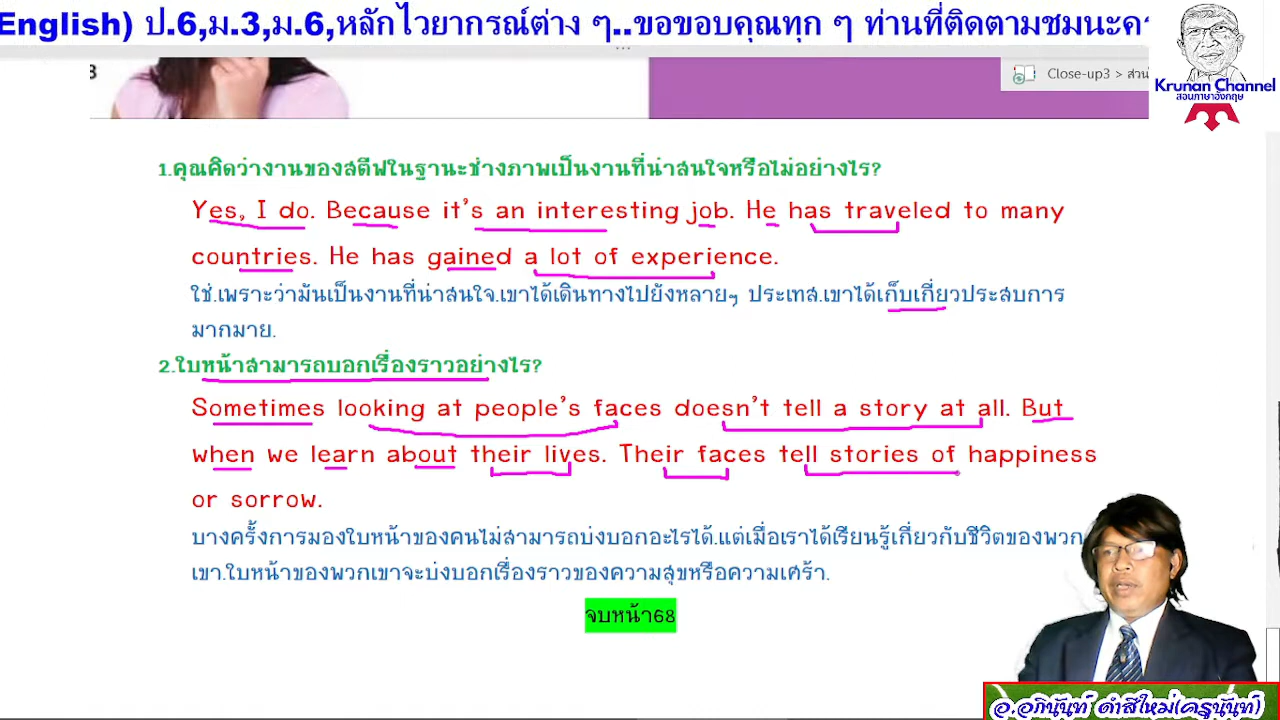 English) ป.6,ม.3,ม.6,หลักไวยากรณ์ต่าง ๆ..ขอขอบคุณทุก ๆ ท่านที่ติดตามชมนะคะ
Close-up3 > ส่วน
Krunan Channel
สอนภาษาอังกฤษ
1.คุณคิดว่างานของสตีฟในฐานะช่างภาพเป็นงานที่น่าสนใจหรือไม่อย่างไร?
Yes, I do. Because it's an interesting job. He has traveled to many
countries. He has gained a lot of experience.
ใช่.เพราะว่ามันเป็นงานที่น่าสนใจ.เขาได้เดินทางไปยังหลายๆ ประเทส.เขาได้เก็บเกี่ยวประสบการ
มากมาย.
2.ใบหน้าสามารถบอกเรื่องราวอย่างไร?
Sometimes looking at people's faces doesn't tell a story at all. But
when we learn about their lives. Their faces tell stories of happiness
or sorrow.
บางครั้งการมองใบหน้าของคนไม่สามารถบ่งบอกอะไรได้.แต่เมื่อเราได้เรียนรู้เกี่ยวกับชีวิตของพวก
เขา.ใบหน้าของพวกเขาจะบ่งบอกเรื่องราวของความสุขหรือความเศร้า.
จบหน้า68
อ.อภินันท์ ดำสีใหม่(ครูนันท์)